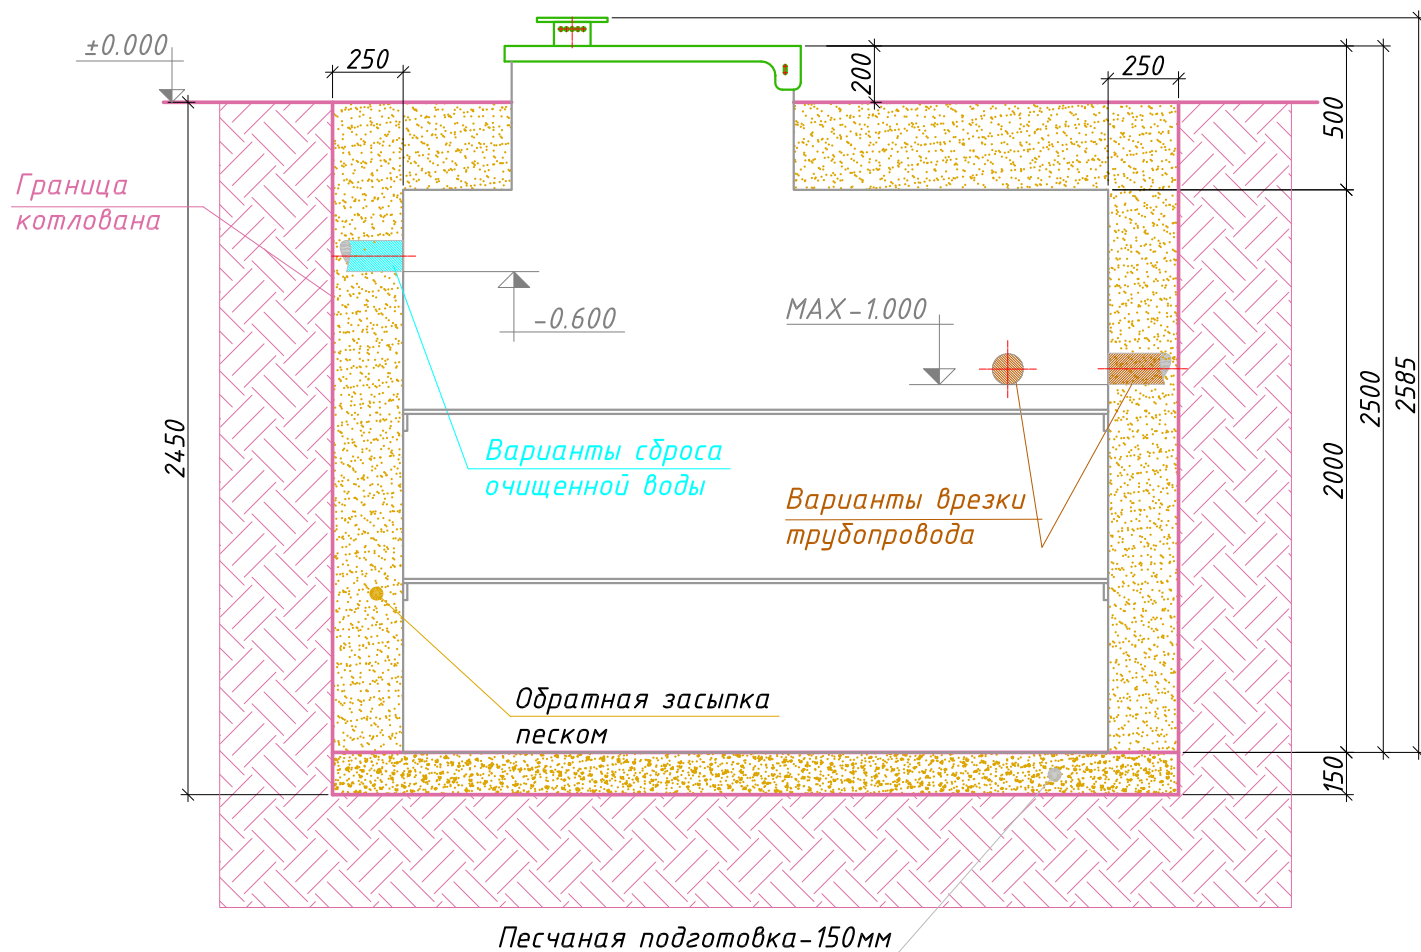 ±0.000
250
200
250
500
Граница
котлована
-0.600
MAX-1.000
2585
2500
2450
2000
Варианты сброса
очищенной воды
Варианты врезки
трубопровода
Обратная засыпка
песком
150
Песчаная подготовка-150мм